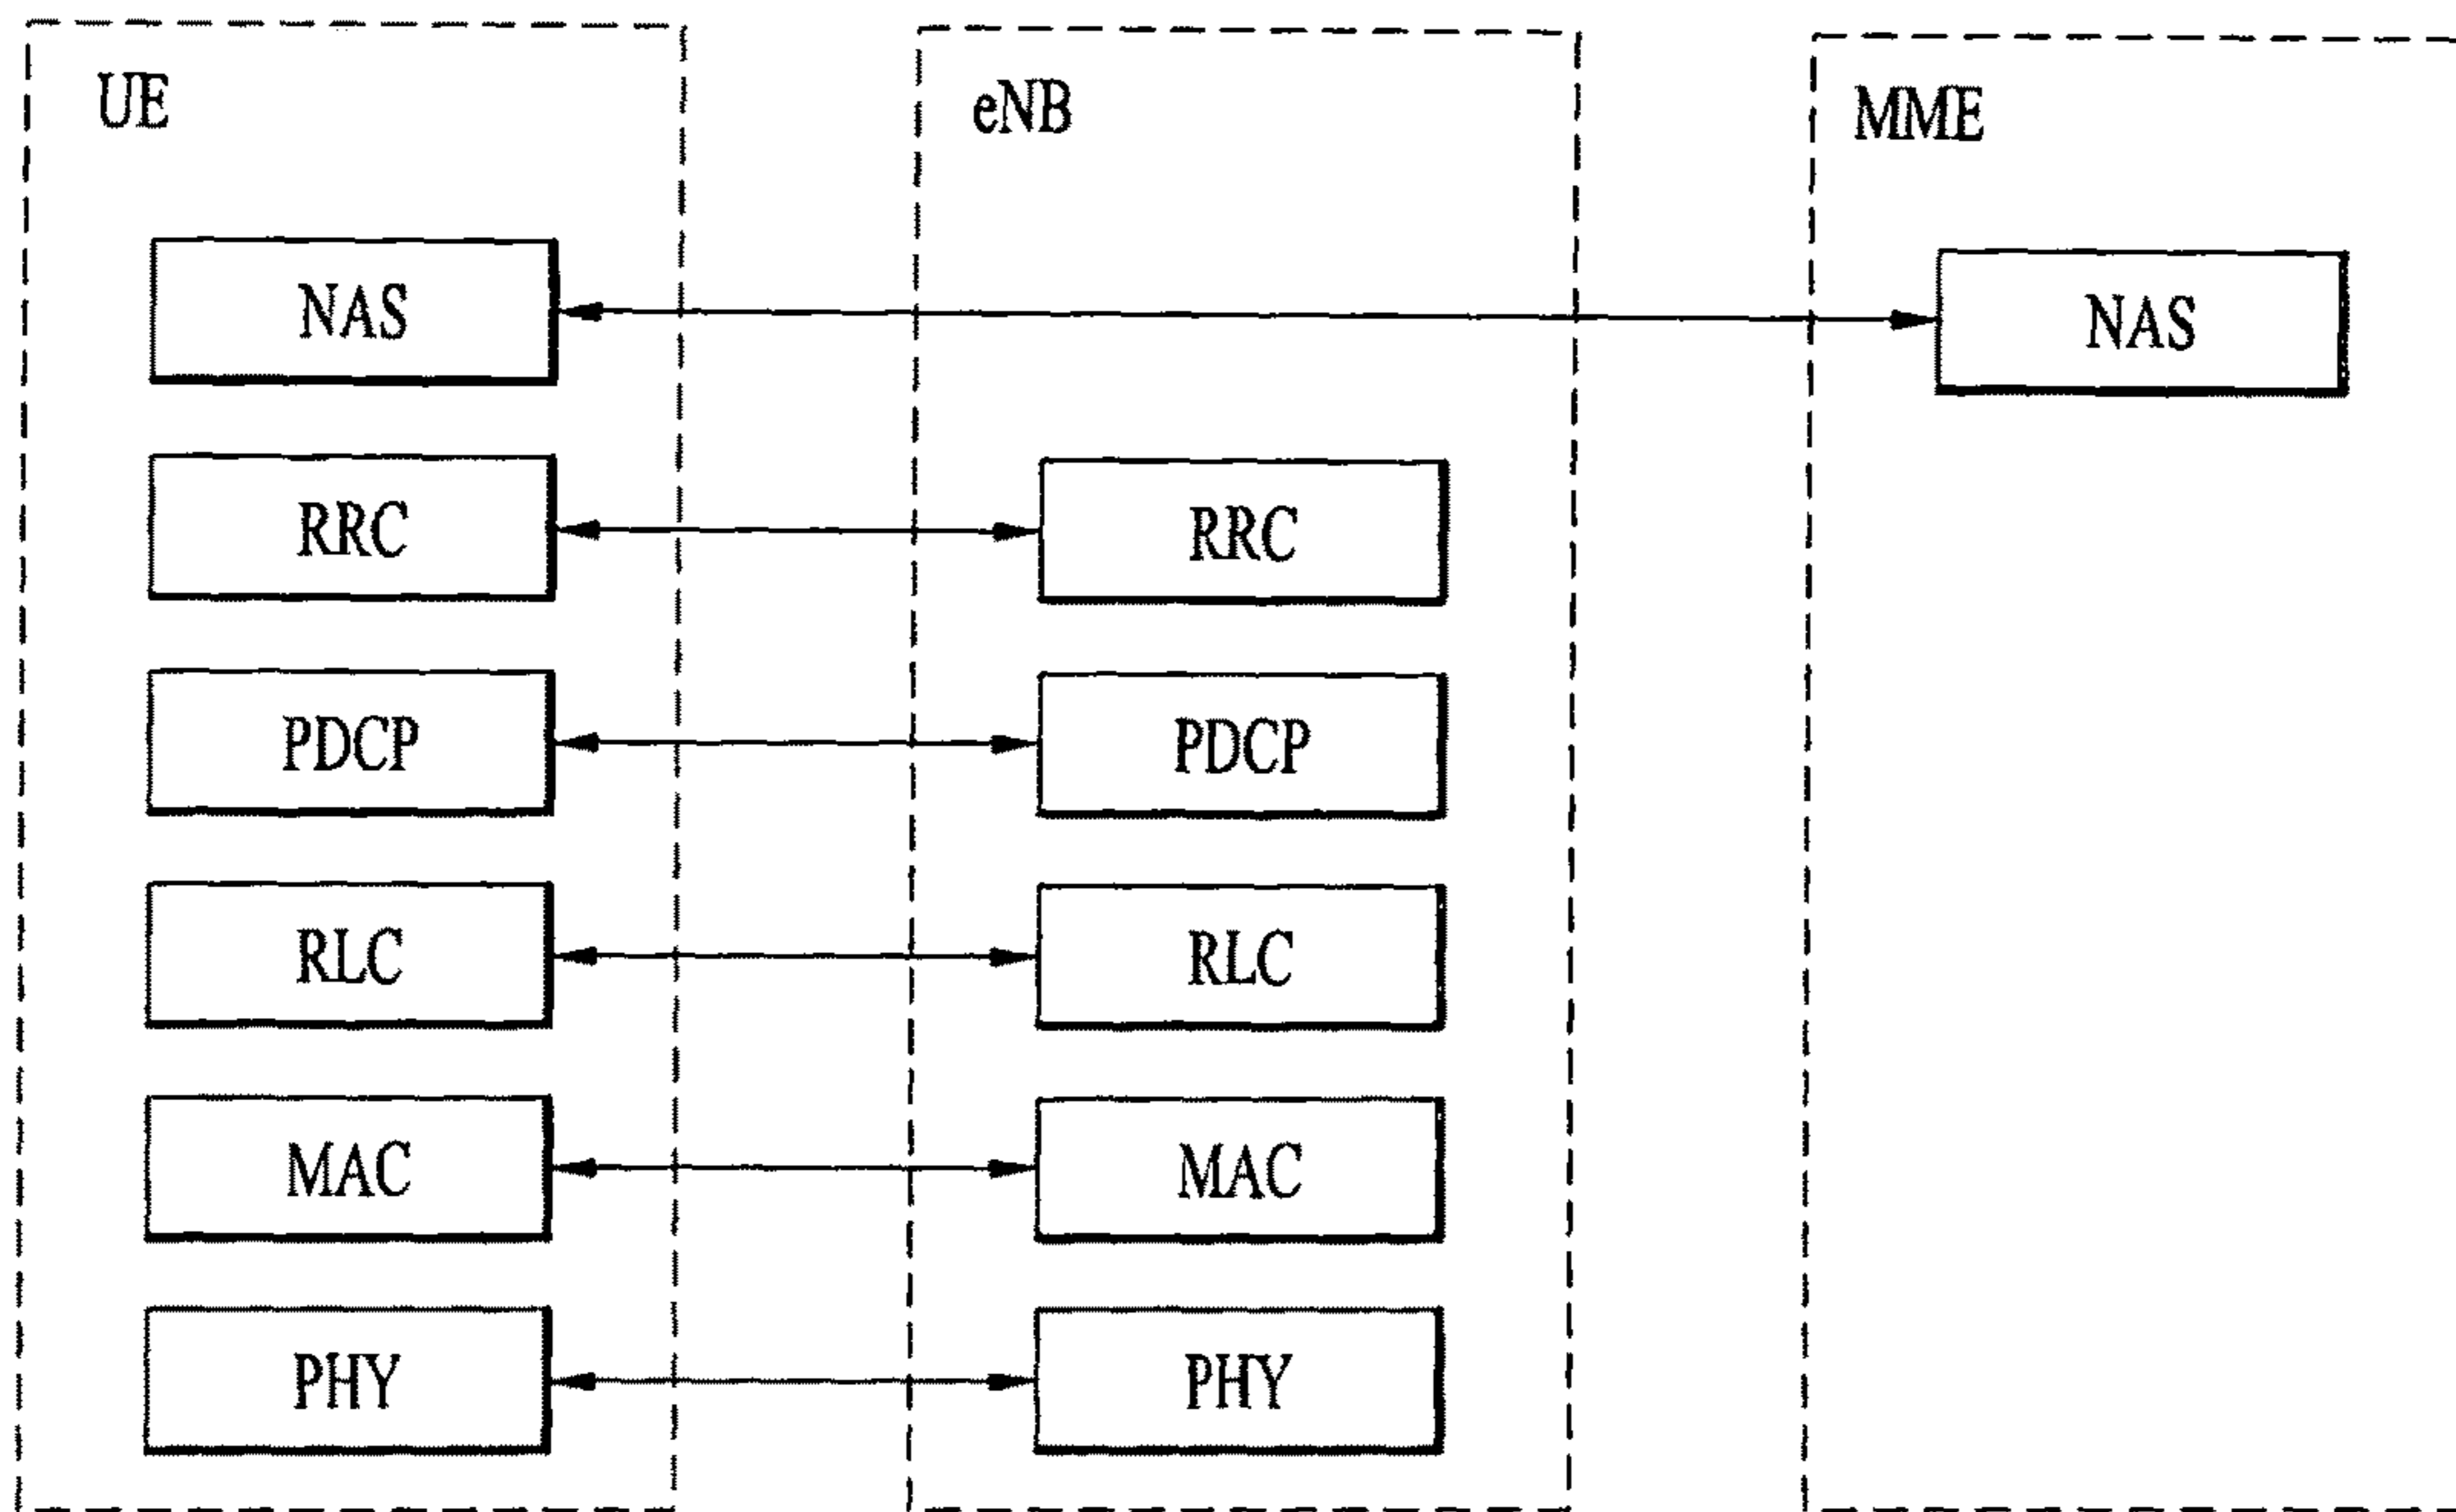 UE
eNB
MME
NAS
NAS
RRC
RRC
PDCP
PDCP
RLC
RLC
MAC
MAC
PHY
PHY